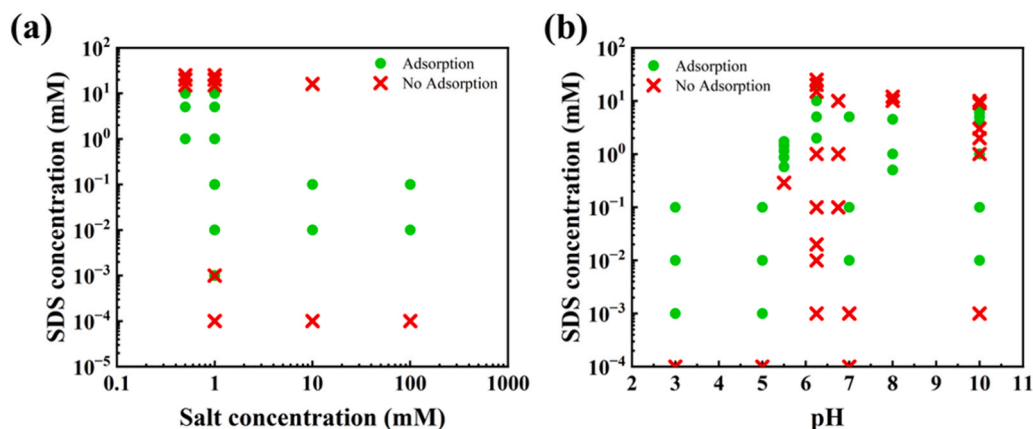 (a)
SDS concentration (mM)
10²
10¹
10⁰
10⁻¹
10⁻²
10⁻³
10⁻⁴
10⁻⁵
Adsorption
No Adsorption
0.1 1 10 100 1000
Salt concentration (mM)
(b)
SDS concentration (mM)
10²
10¹
10⁰
10⁻¹
10⁻²
10⁻³
10⁻⁴
Adsorption
No Adsorption
2 3 4 5 6 7 8 9 10 11
pH